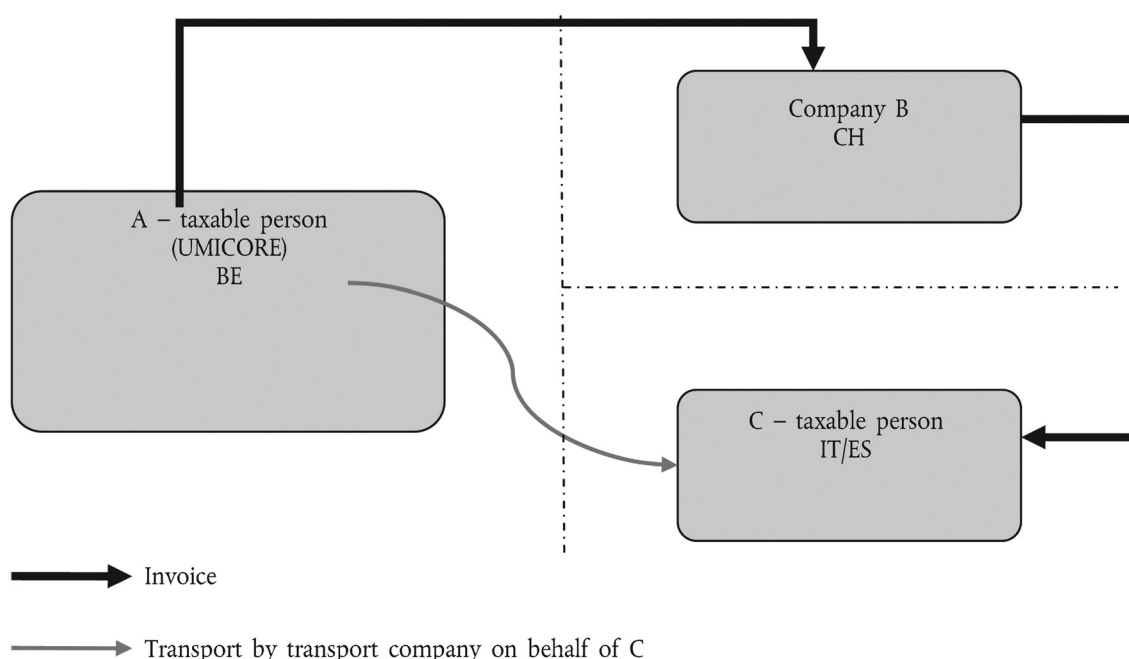 Company B
CH
A – taxable person
(UMICORE)
BE
C – taxable person
IT/ES
Invoice
Transport by transport company on behalf of C